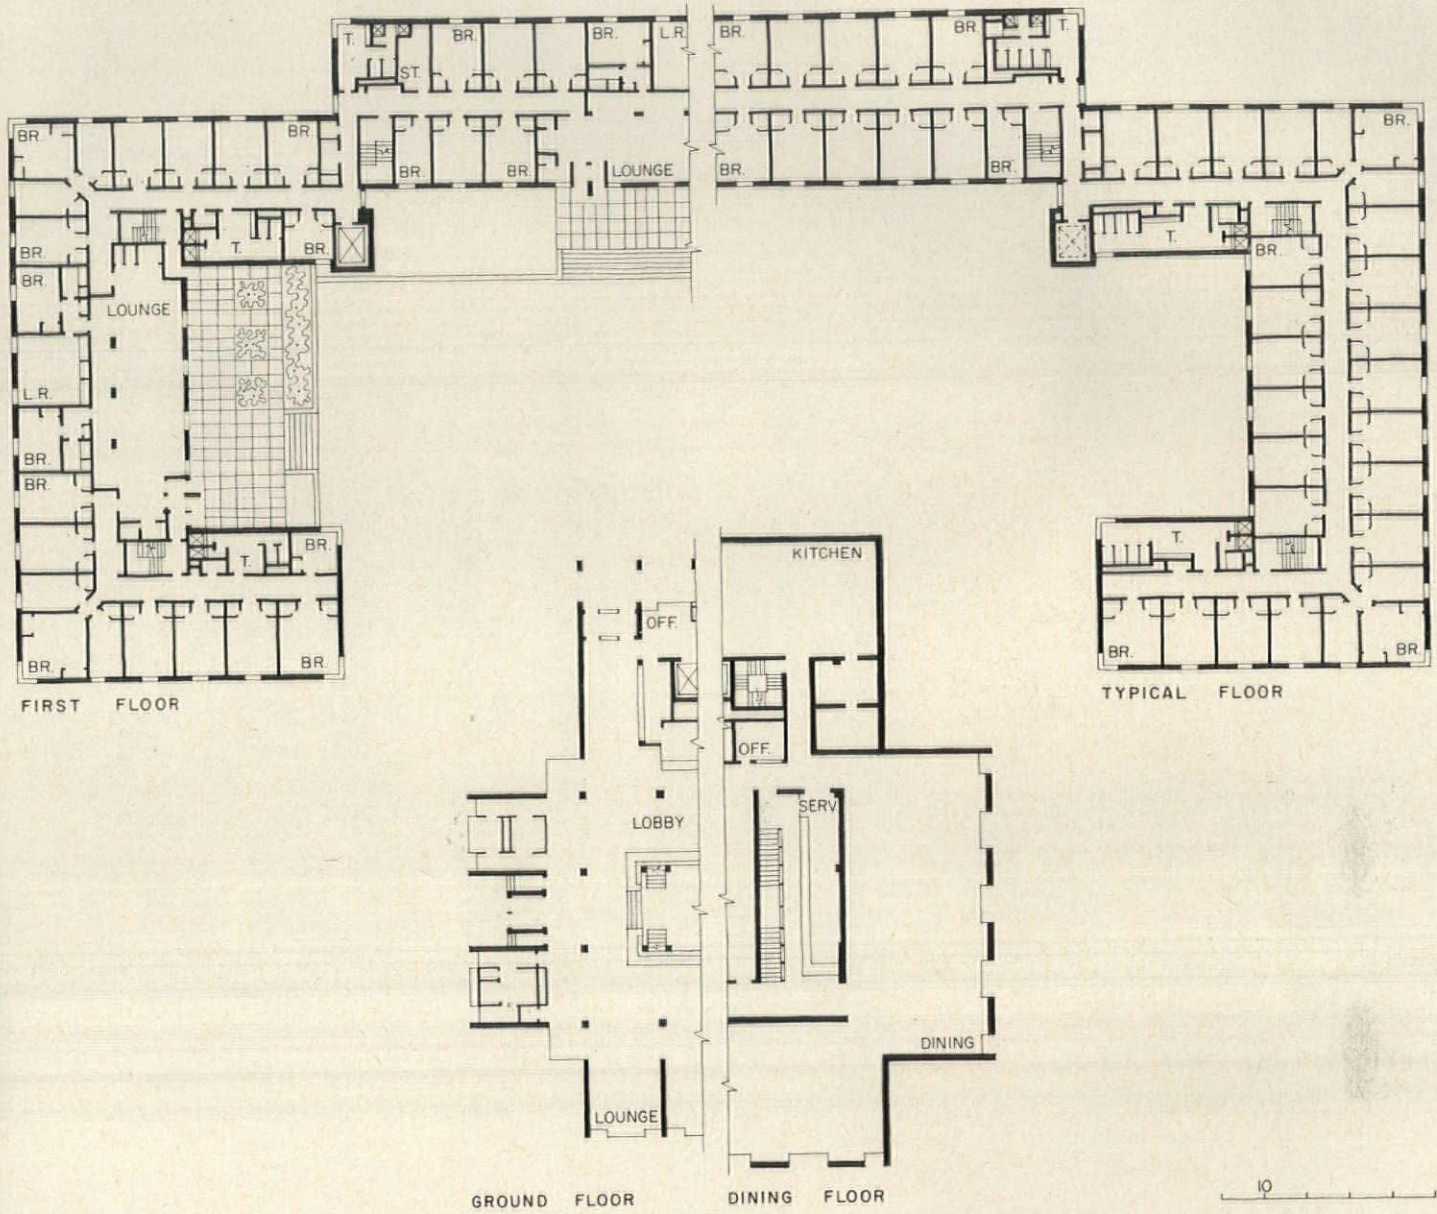 T.
ST.
BR.
BR.
L.R.
BR.
BR.
T.
BR.
BR.
BR.
BR.
BR.
LOUNGE
BR.
BR.
BR.
BR.
T.
BR.
T.
BR.
BR.
LOUNGE
L.R.
BR.
BR.
T.
BR.
T.
BR.
BR.
BR.
BR.
FIRST FLOOR
TYPICAL FLOOR
KITCHEN
OFF.
OFF.
LOBBY
SERV
DINING
LOUNGE
GROUND FLOOR
DINING FLOOR
10